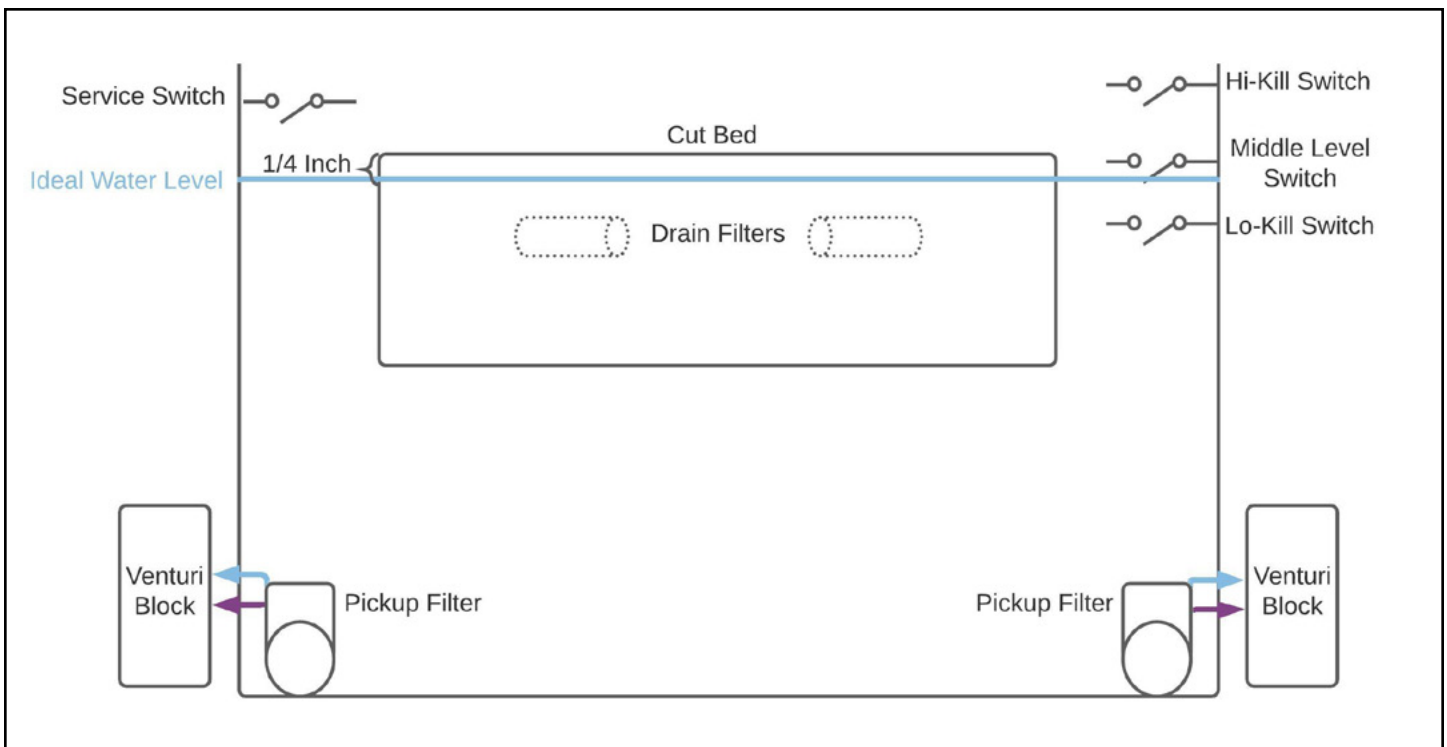 Service Switch
Hi-Kill Switch
Cut Bed
1/4 Inch
Middle Level
Switch
Ideal Water Level
Drain Filters
Lo-Kill Switch
Venturi
Block
Pickup Filter
Pickup Filter
Venturi
Block